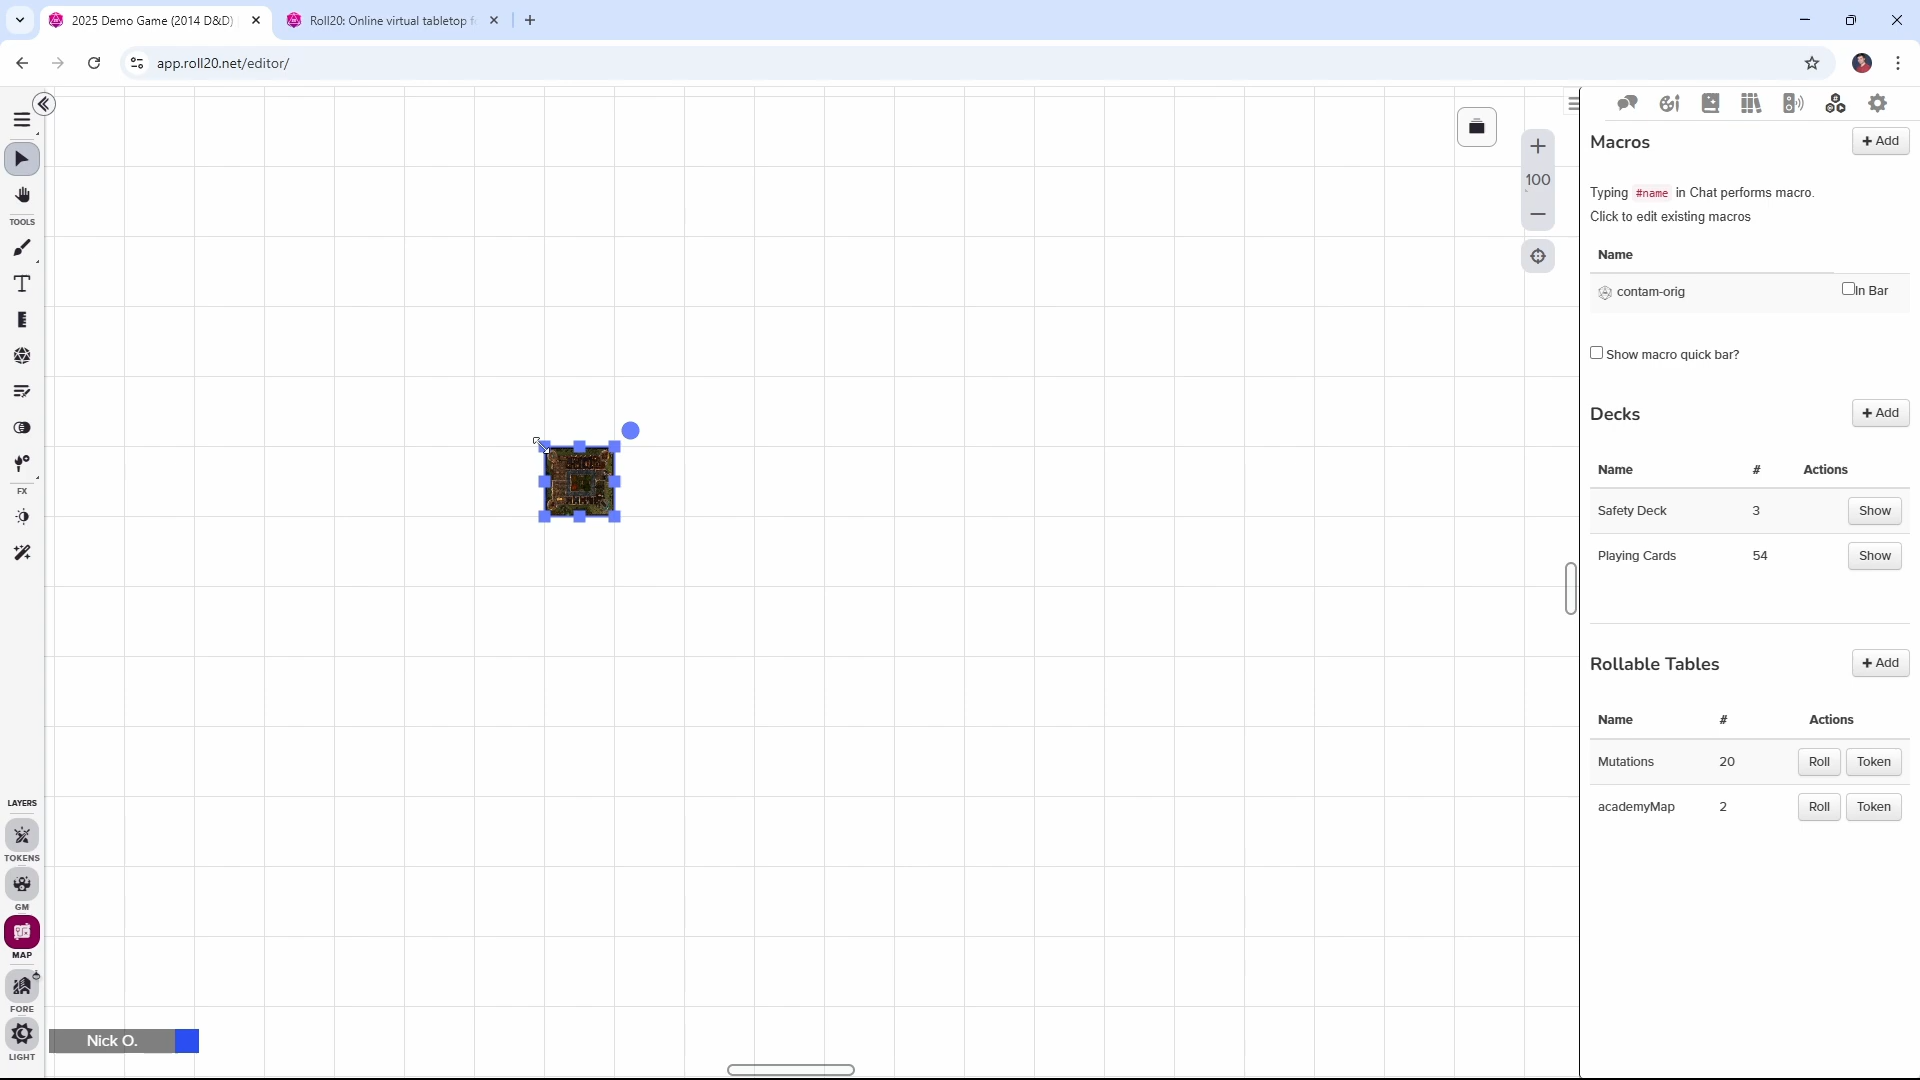 2025 Demo Game (2014 D&D)
Roll20: Online virtual tabletop f
app.roll20.net/editor/
TOOLS
FX
LAYERS
TOKENS
GM
MAP
FORE
LIGHT
Nick O.
100
Macros
+ Add
Typing #name in Chat performs macro.
Click to edit existing macros
Name
contam-orig
In Bar
Show macro quick bar?
Decks
+ Add
Name # Actions
Safety Deck 3 Show
Playing Cards 54 Show
Rollable Tables
+ Add
Name # Actions
Mutations 20 Roll Token
academyMap 2 Roll Token